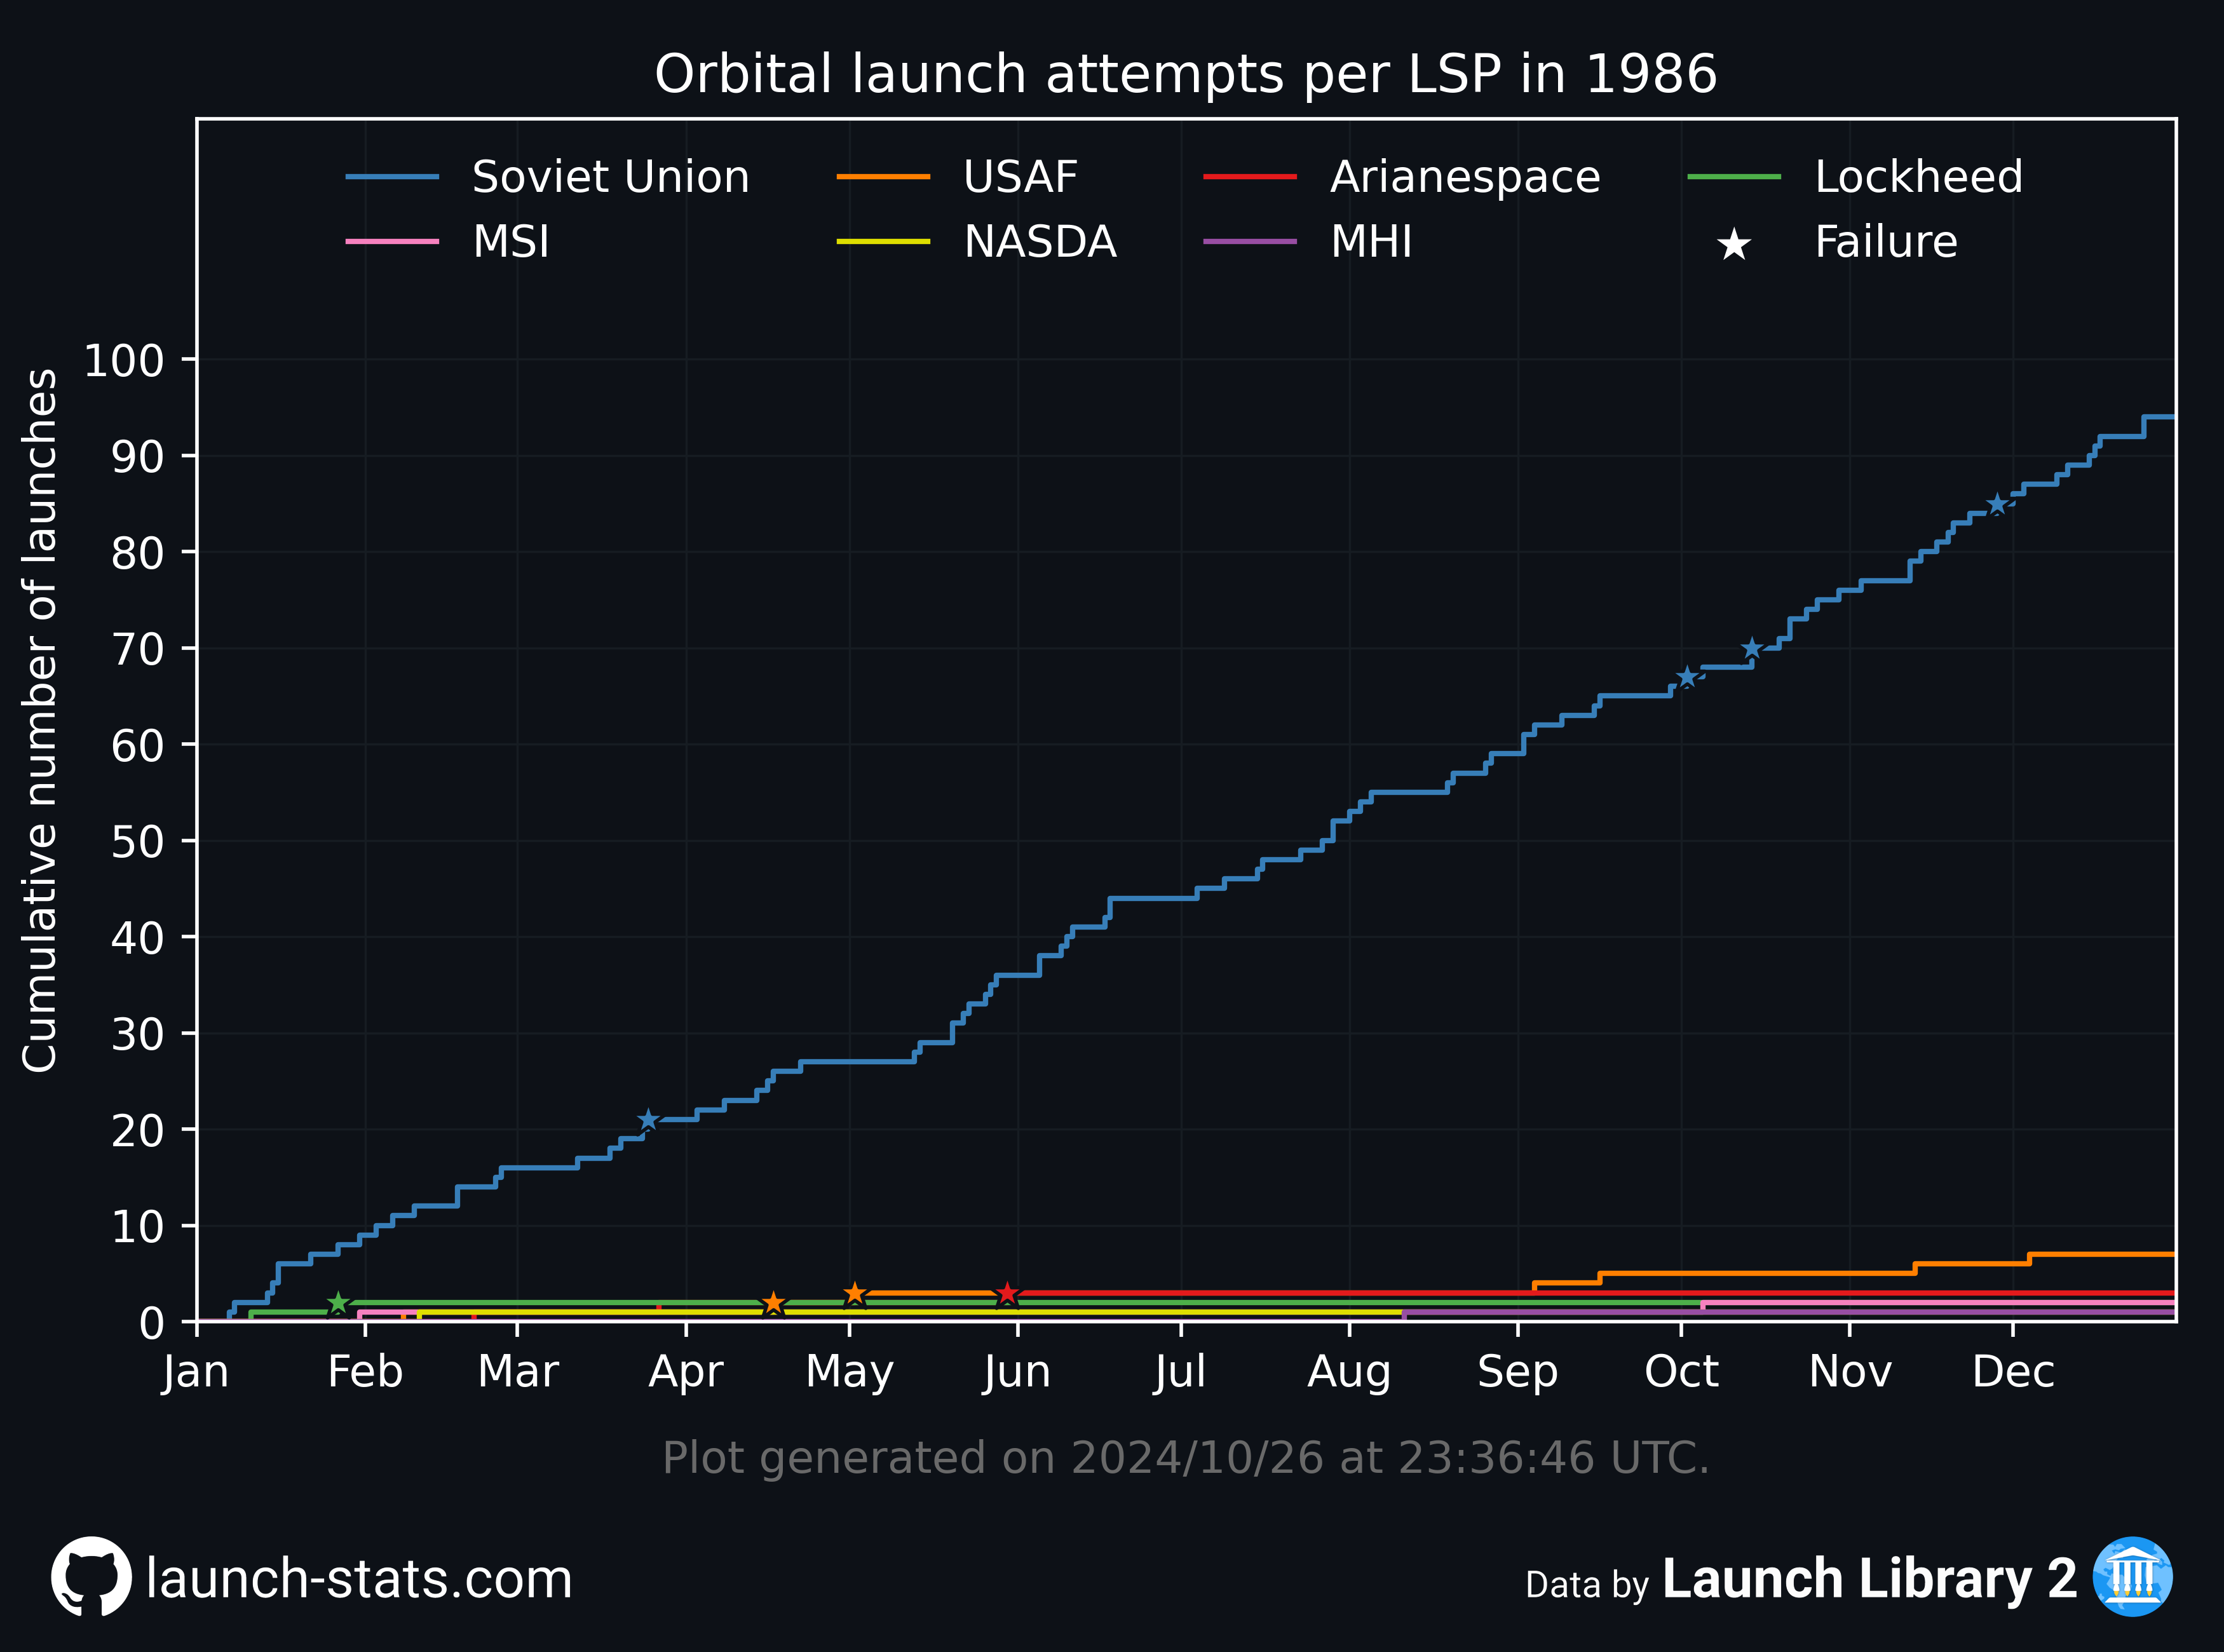 Orbital launch attempts per LSP in 1986
Soviet Union USAF Arianespace Lockheed
MSI NASDA MHI Failure
Cumulative number of launches
100
90
80
70
60
50
40
30
20
10
0
Jan Feb Mar Apr May Jun Jul Aug Sep Oct Nov Dec
Plot generated on 2024/10/26 at 23:36:46 UTC.
launch-stats.com
Data by Launch Library 2